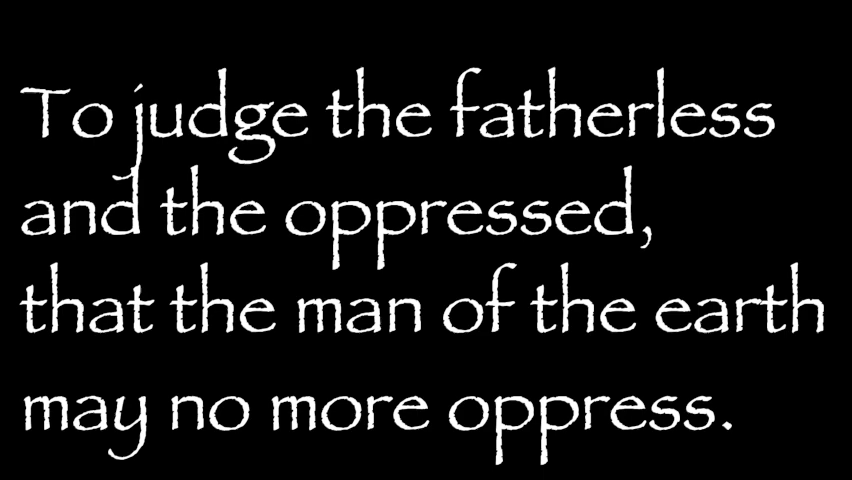 To judge the fatherless
and the oppressed,
that the man of the earth
may no more oppress.